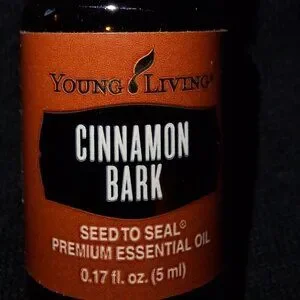 YOUNG LIVING®
CINNAMON
BARK
SEED TO SEAL®
PREMIUM ESSENTIAL OIL
0.17 fl. oz. (5 ml)